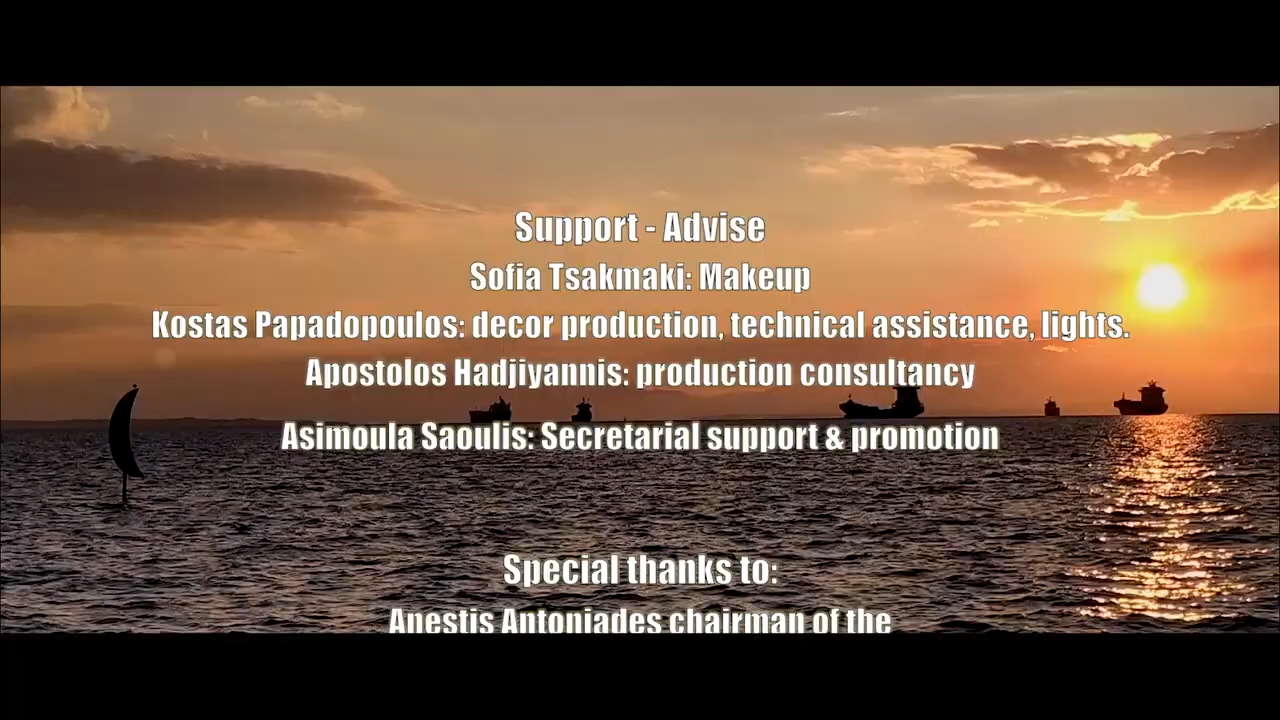 Support - Advise
Sofia Tsakmaki: Makeup
Kostas Papadopoulos: decor production, technical assistance, lights.
Apostolos Hadjiyannis: production consultancy
Asimoula Saoulis: Secretarial support & promotion
Special thanks to:
Anestis Antoniades chairman of the